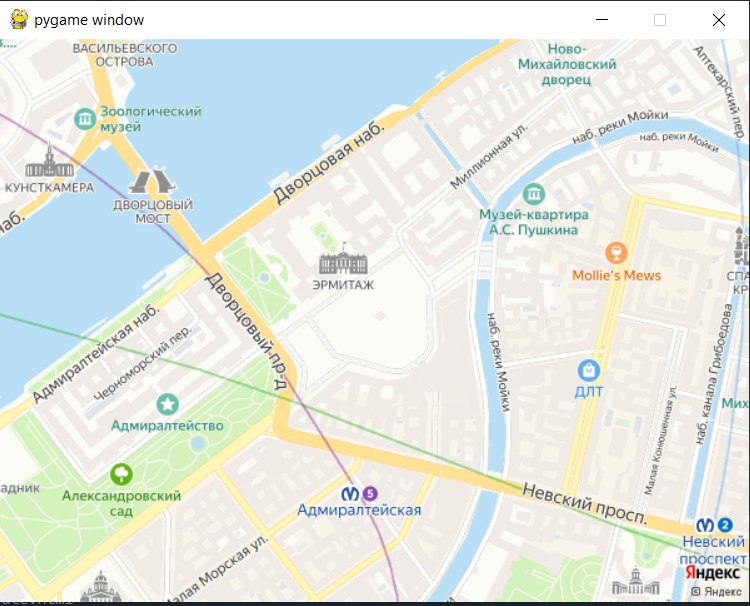 pygame window
ВАСИЛЬЕВСКОГО
ОСТРОВА
Ново-
Михайловский
дворец
Аптекарский пер.
Зоологический
музей
КУНСТКАМЕРА
ДВОРЦОВЫЙ
МОСТ
наб.
Дворцовая наб.
Миллионная ул.
наб. реки Мойки
наб. реки Мойки
Музей-квартира
А.С. Пушкина
ЭРМИТАЖ
Mollie's Mews
СПА
КР
Дворцовый пр-д
Адмиралтейская наб.
Черноморский пер.
наб. реки Мойки
ДЛТ
наб. канала Грибоедова
Малая Конюшенная ул.
Мих
Адмиралтейство
Александровский
сад
адник
5
Адмиралтейская
Невский просп.
2
Невский
проспект
алая Морская ул.
Яндекс
© Яндекс